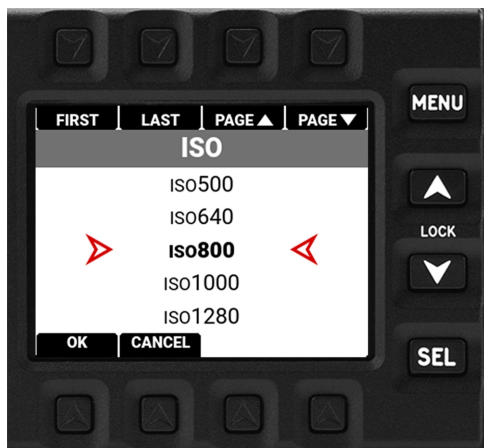 FIRST LAST PAGE▲ PAGE▼
MENU
ISO
ISO500
ISO640
ISO800
LOCK
ISO1000
ISO1280
OK CANCEL
SEL